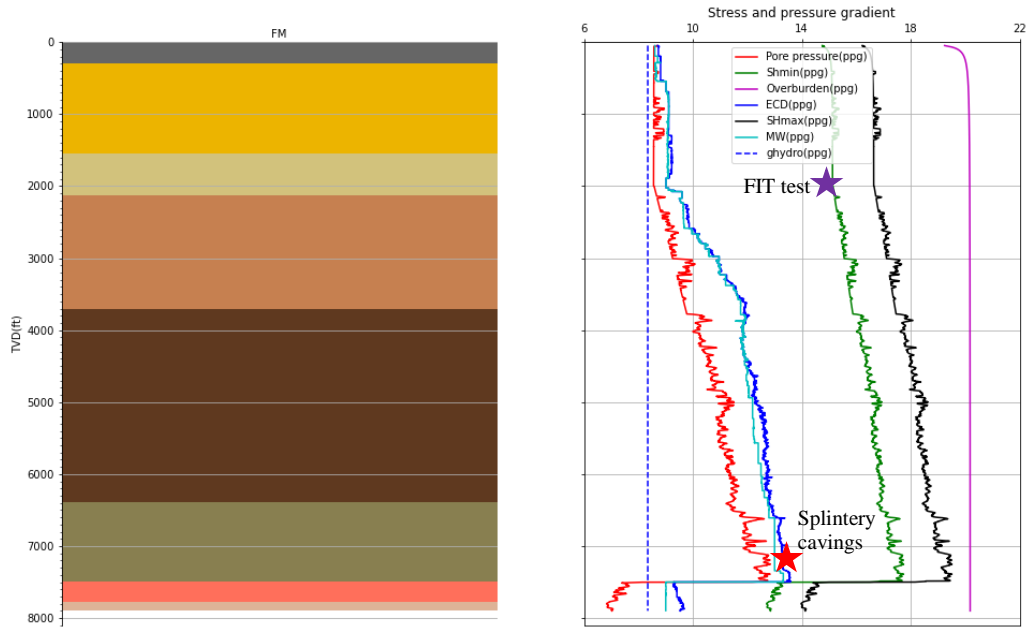 FM
0
1000
2000
3000
4000
5000
6000
7000
8000
TVD(ft)
Stress and pressure gradient
6 10 14 18 22
Pore pressure(ppg)
Shmin(ppg)
Overburden(ppg)
ECD(ppg)
SHmax(ppg)
MW(ppg)
ghydro(ppg)
FIT test
Splintery
cavings